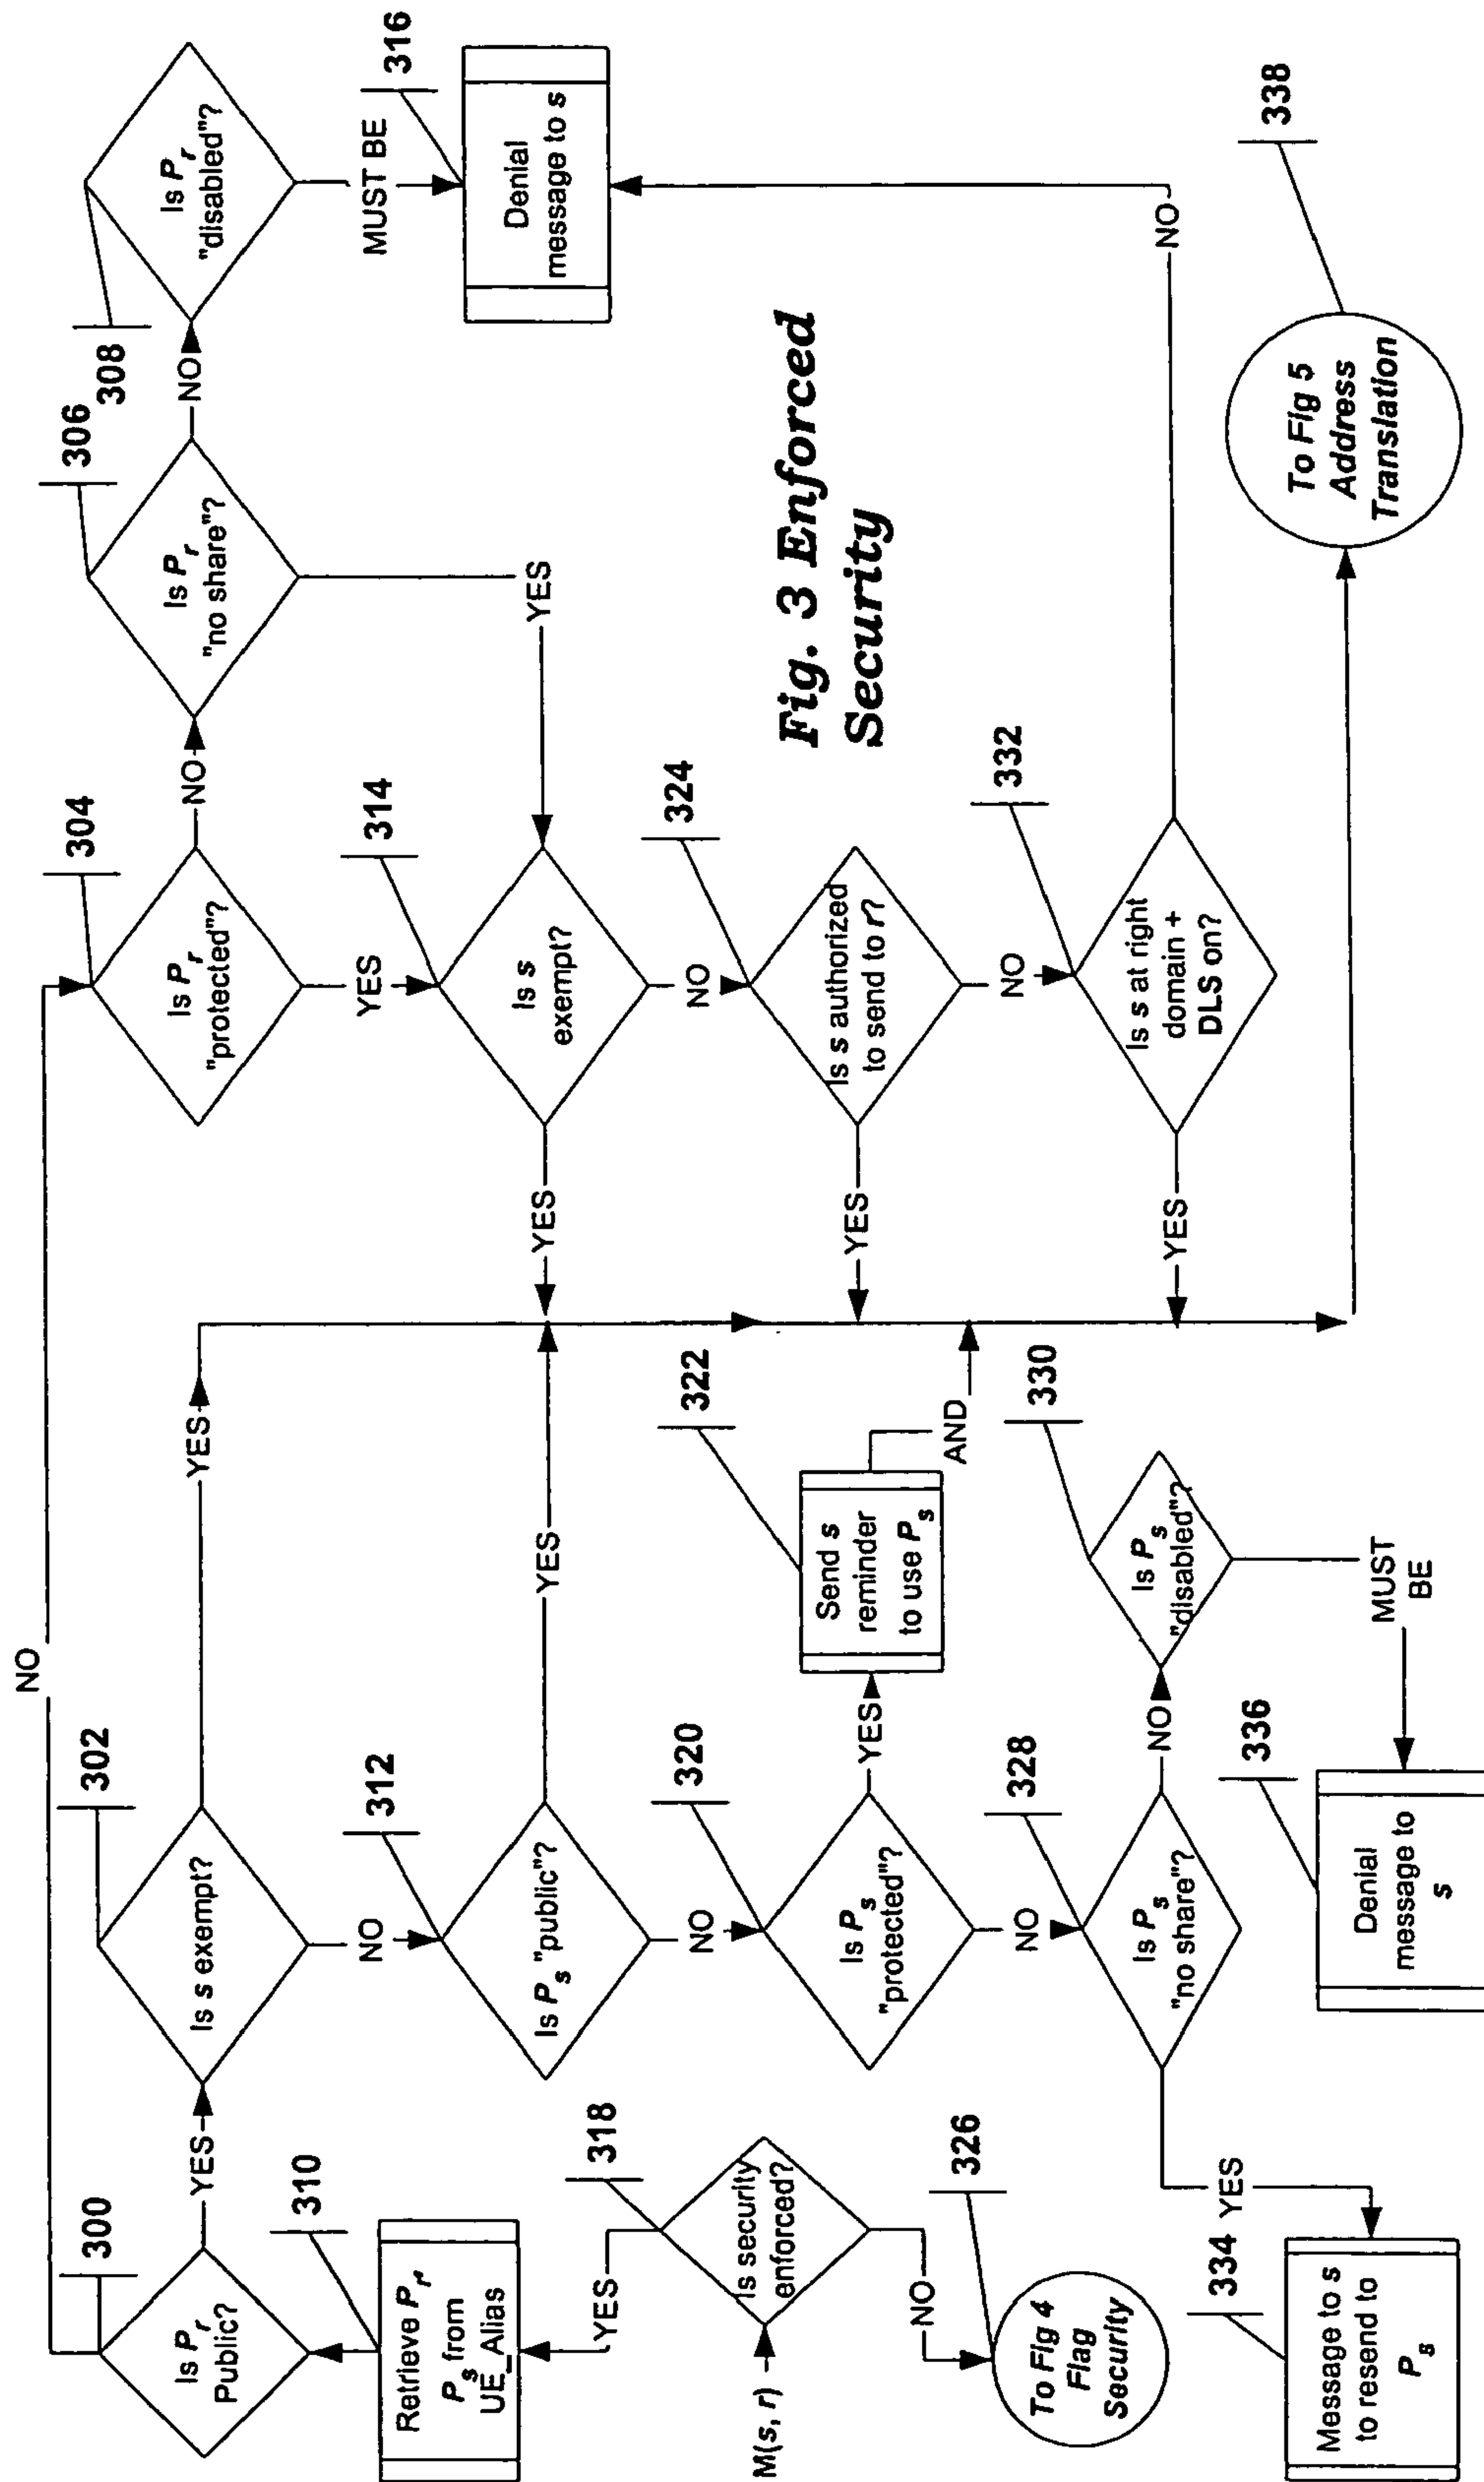 300
Is Pr
Public?
NO
YES
302
Is s exempt?
YES
304
Is Pr
"protected"?
NO
306
Is Pr
"no share"?
NO
308
Is Pr
"disabled"?
MUST BE
316
Denial
message to s
310
Retrieve Pr,
Ps from
UE_Alias
NO
312
Is Ps "public"?
YES
YES
314
Is s
exempt?
YES
YES
318
YES
Is security
enforced?
M(s, r)
NO
NO
320
Is Ps
"protected"?
YES
322
Send s
reminder
to use Ps
AND
NO
324
Is s authorized
to send to r?
YES
Fig. 3 Enforced
Security
326
To Fig 4
Flag
Security
NO
328
Is Ps
"no share"?
NO
330
Is Ps
"disabled"?
NO
332
Is s at right
domain +
DLS on?
YES
NO
334
YES
Message to s
to resend to
Ps
336
Denial
message to
s
MUST
BE
338
To Fig 5
Address
Translation